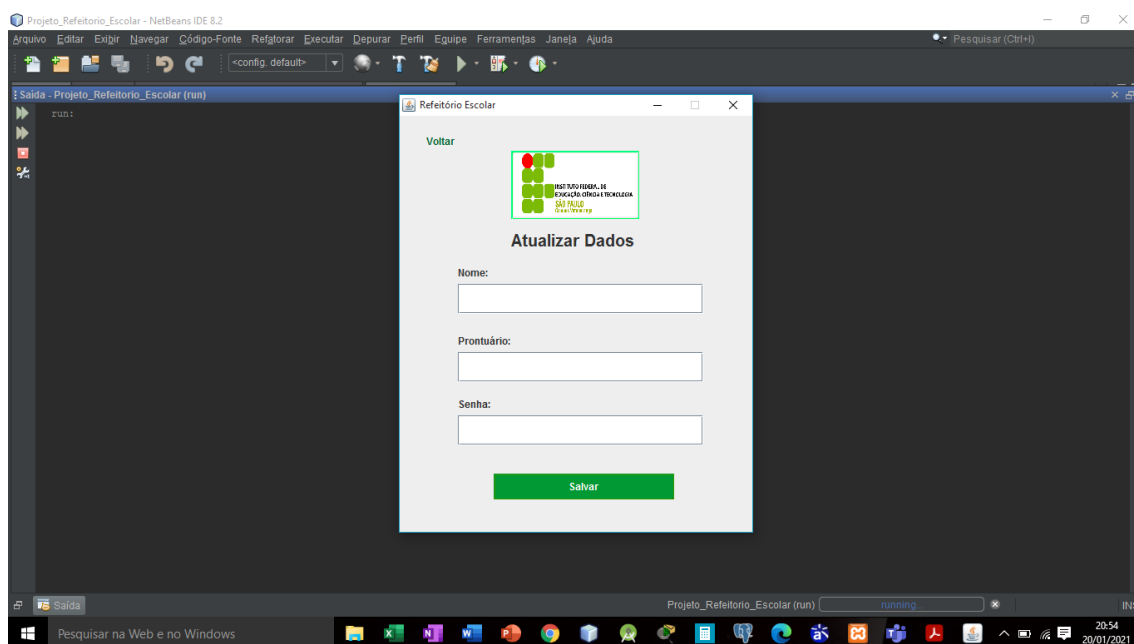 Projeto_Refeitorio_Escolar - NetBeans IDE 8.2
Arquivo Editar Exibir Navegar Código-Fonte Refatorar Executar Depurar Perfil Equipe Ferramentas Janela Ajuda
Pesquisar (Ctrl+I)
<config. default>
Saída - Projeto_Refeitorio_Escolar (run)
run:
Refeitório Escolar
Voltar
INSTITUTO FEDERAL DE
EDUCAÇÃO, CIÊNCIA E TECNOLOGIA
SÃO PAULO
Atualizar Dados
Nome:
Prontuário:
Senha:
Salvar
Saída
Projeto_Refeitorio_Escolar (run)
running...
INS
Pesquisar na Web e no Windows
20:54
20/01/2021